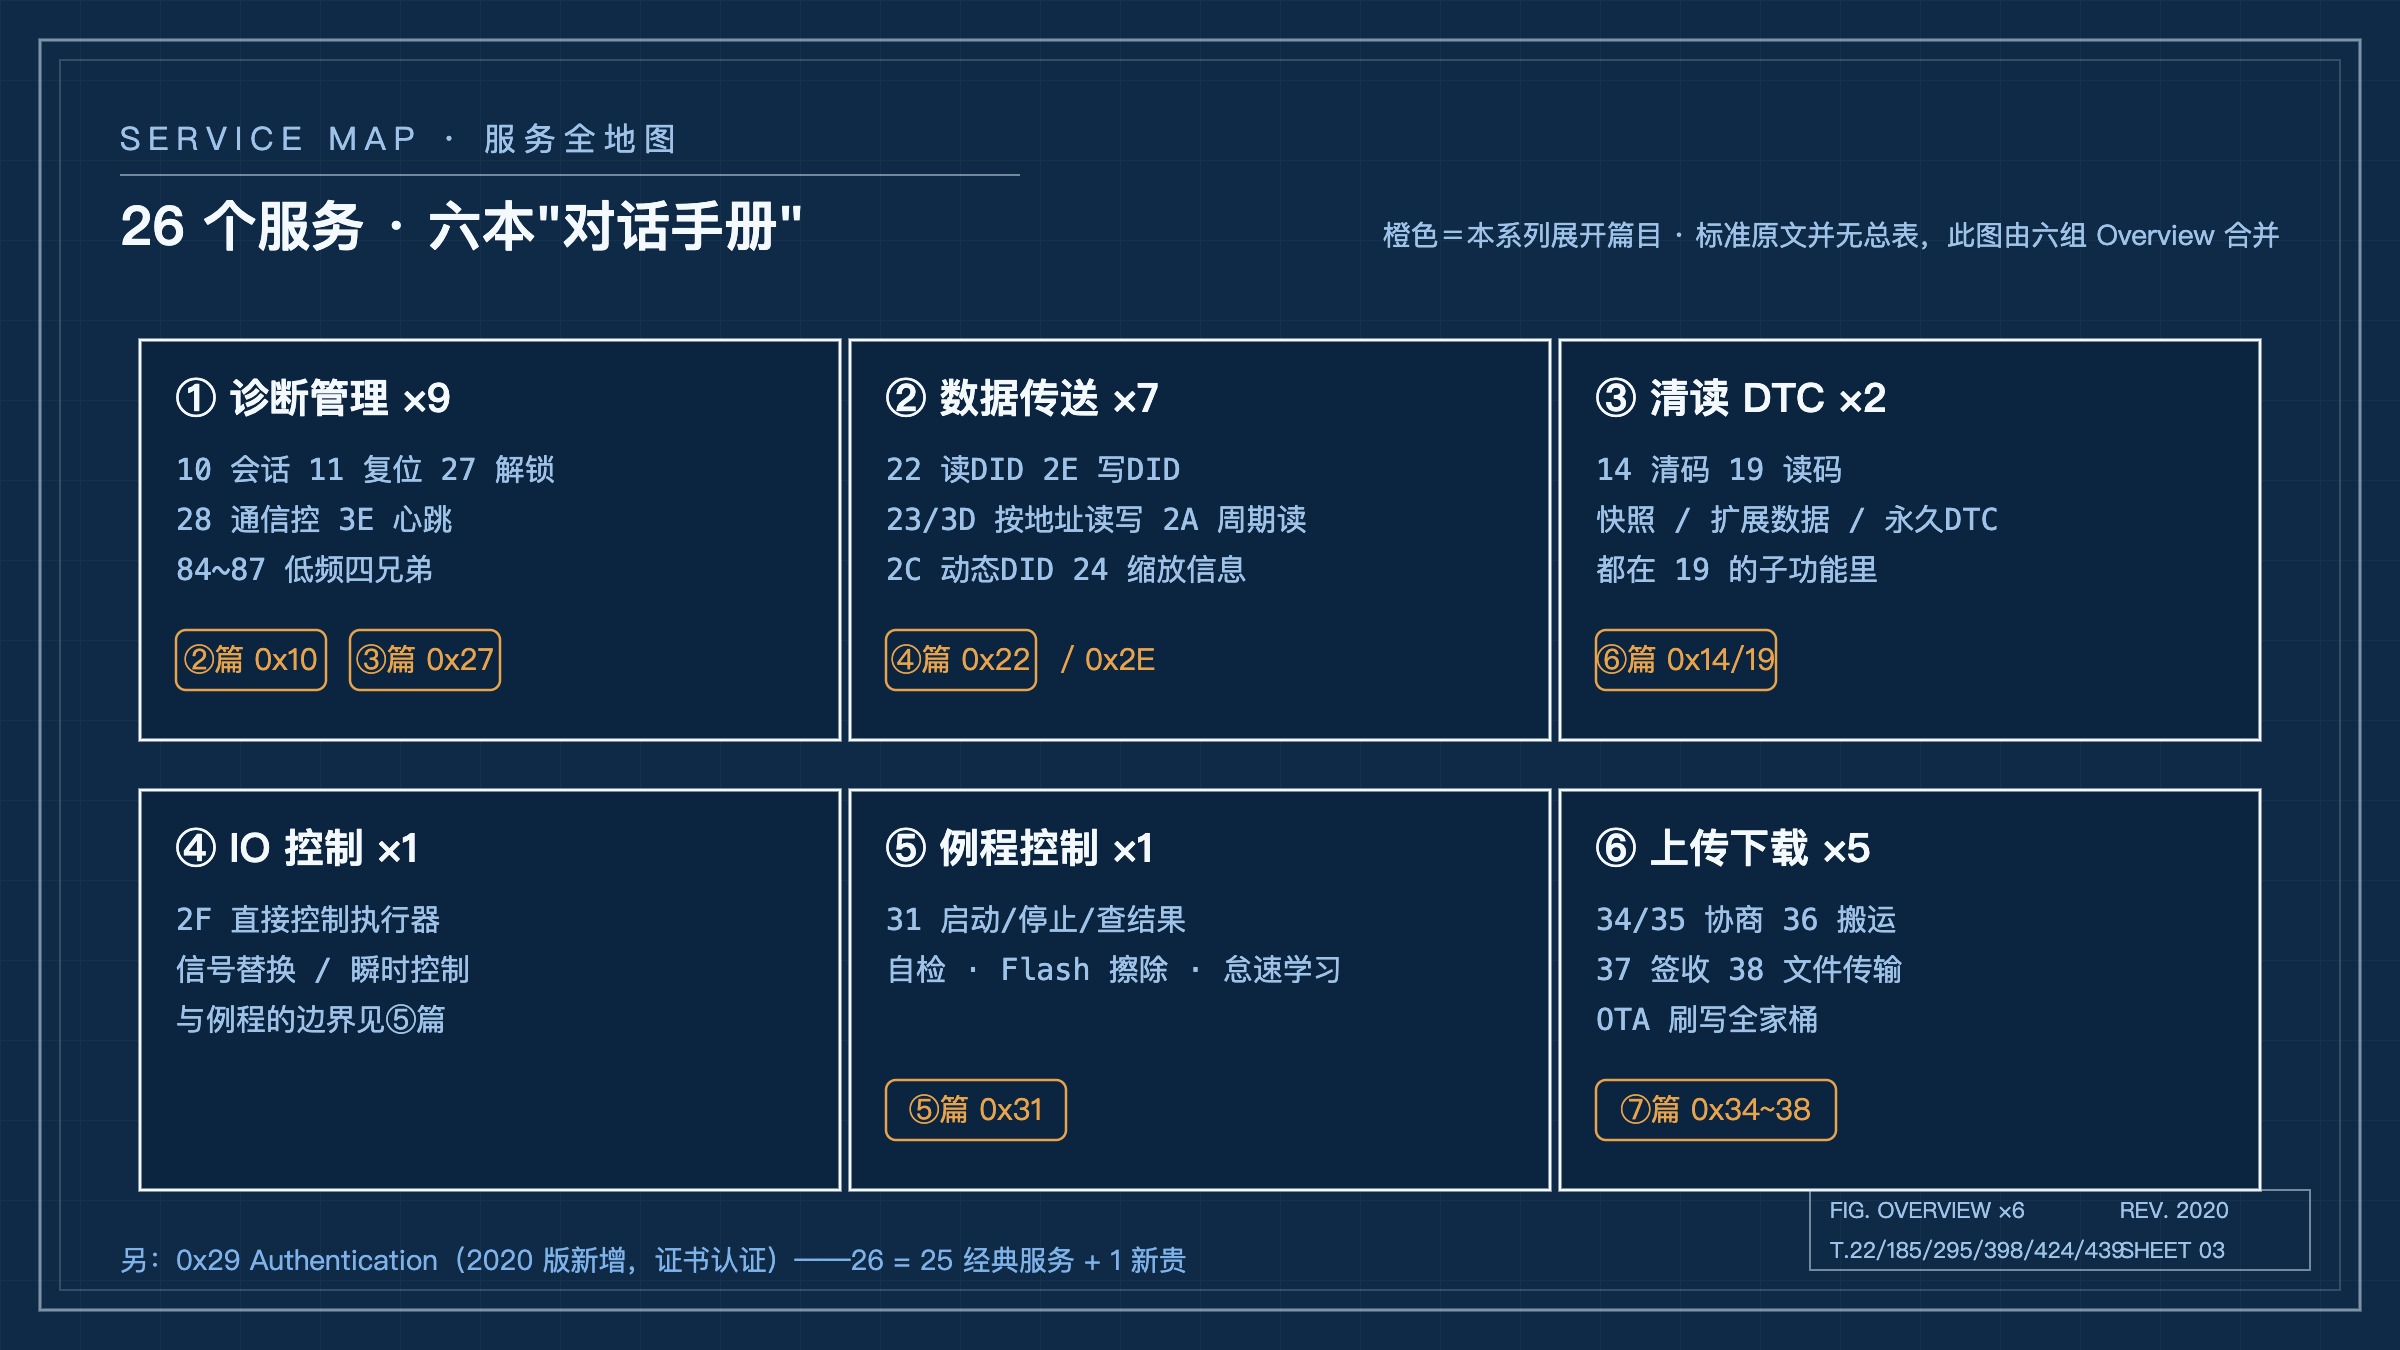 SERVICE MAP · 服务全地图
26 个服务 · 六本"对话手册"
橙色＝本系列展开篇目 · 标准原文并无总表，此图由六组 Overview 合并
① 诊断管理 ×9
10 会话 11 复位 27 解锁
28 通信控 3E 心跳
84~87 低频四兄弟
②篇 0x10 ③篇 0x27
② 数据传送 ×7
22 读DID 2E 写DID
23/3D 按地址读写 2A 周期读
2C 动态DID 24 缩放信息
④篇 0x22 / 0x2E
③ 清读 DTC ×2
14 清码 19 读码
快照 / 扩展数据 / 永久DTC
都在 19 的子功能里
⑥篇 0x14/19
④ IO 控制 ×1
2F 直接控制执行器
信号替换 / 瞬时控制
与例程的边界见⑤篇
⑤ 例程控制 ×1
31 启动/停止/查结果
自检 · Flash 擦除 · 怠速学习
⑤篇 0x31
⑥ 上传下载 ×5
34/35 协商 36 搬运
37 签收 38 文件传输
OTA 刷写全家桶
⑦篇 0x34~38
另：0x29 Authentication（2020 版新增，证书认证）——26 = 25 经典服务 + 1 新贵
FIG. OVERVIEW ×6 REV. 2020
T.22/185/295/398/424/439 SHEET 03